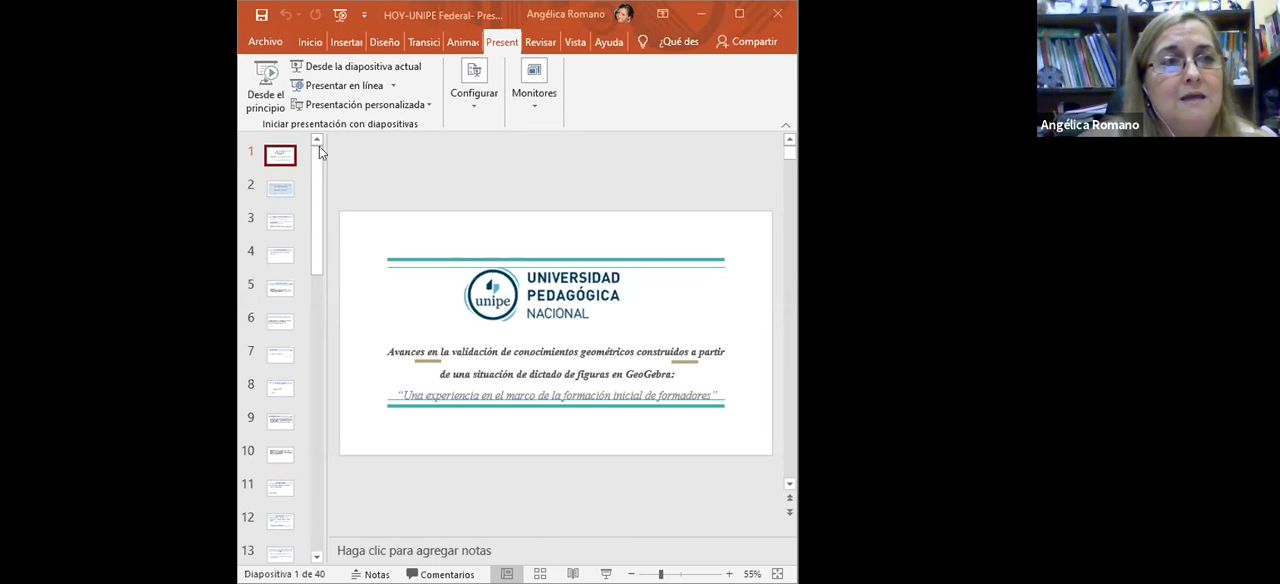 HOY-UNIPE Federal- Pres...
Angélica Romano
Archivo
Inicio
Insertar
Diseño
Transici
Animac
Present
Revisar
Vista
Ayuda
¿Qué des
Compartir
Desde el principio
Desde la diapositiva actual
Presentar en línea
Presentación personalizada
Configurar
Monitores
Iniciar presentación con diapositivas
1
2
3
4
5
6
7
8
9
10
11
12
13
unipe
UNIVERSIDAD
PEDAGÓGICA
NACIONAL
Avances en la validación de conocimientos geométricos construidos a partir
de una situación de dictado de figuras en GeoGebra:
“Una experiencia en el marco de la formación inicial de formadores”
Haga clic para agregar notas
Diapositiva 1 de 40
Notas
Comentarios
55%
Angélica Romano